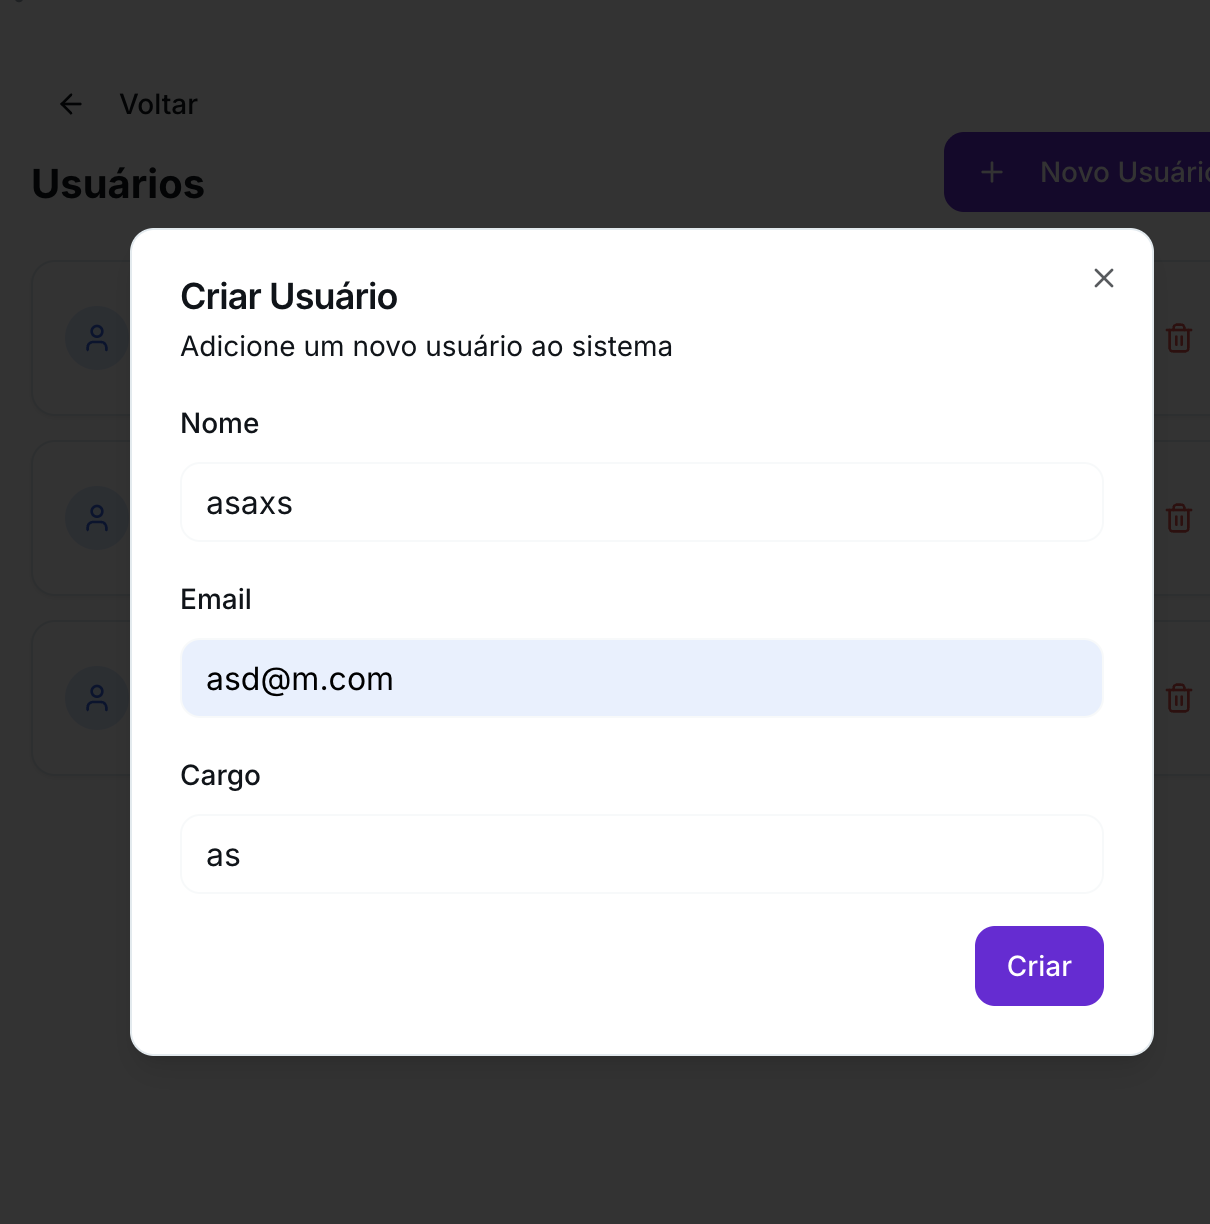 Voltar
Usuários
Novo Usuári
Criar Usuário
Adicione um novo usuário ao sistema
Nome
asaxs
Email
asd@m.com
Cargo
as
Criar